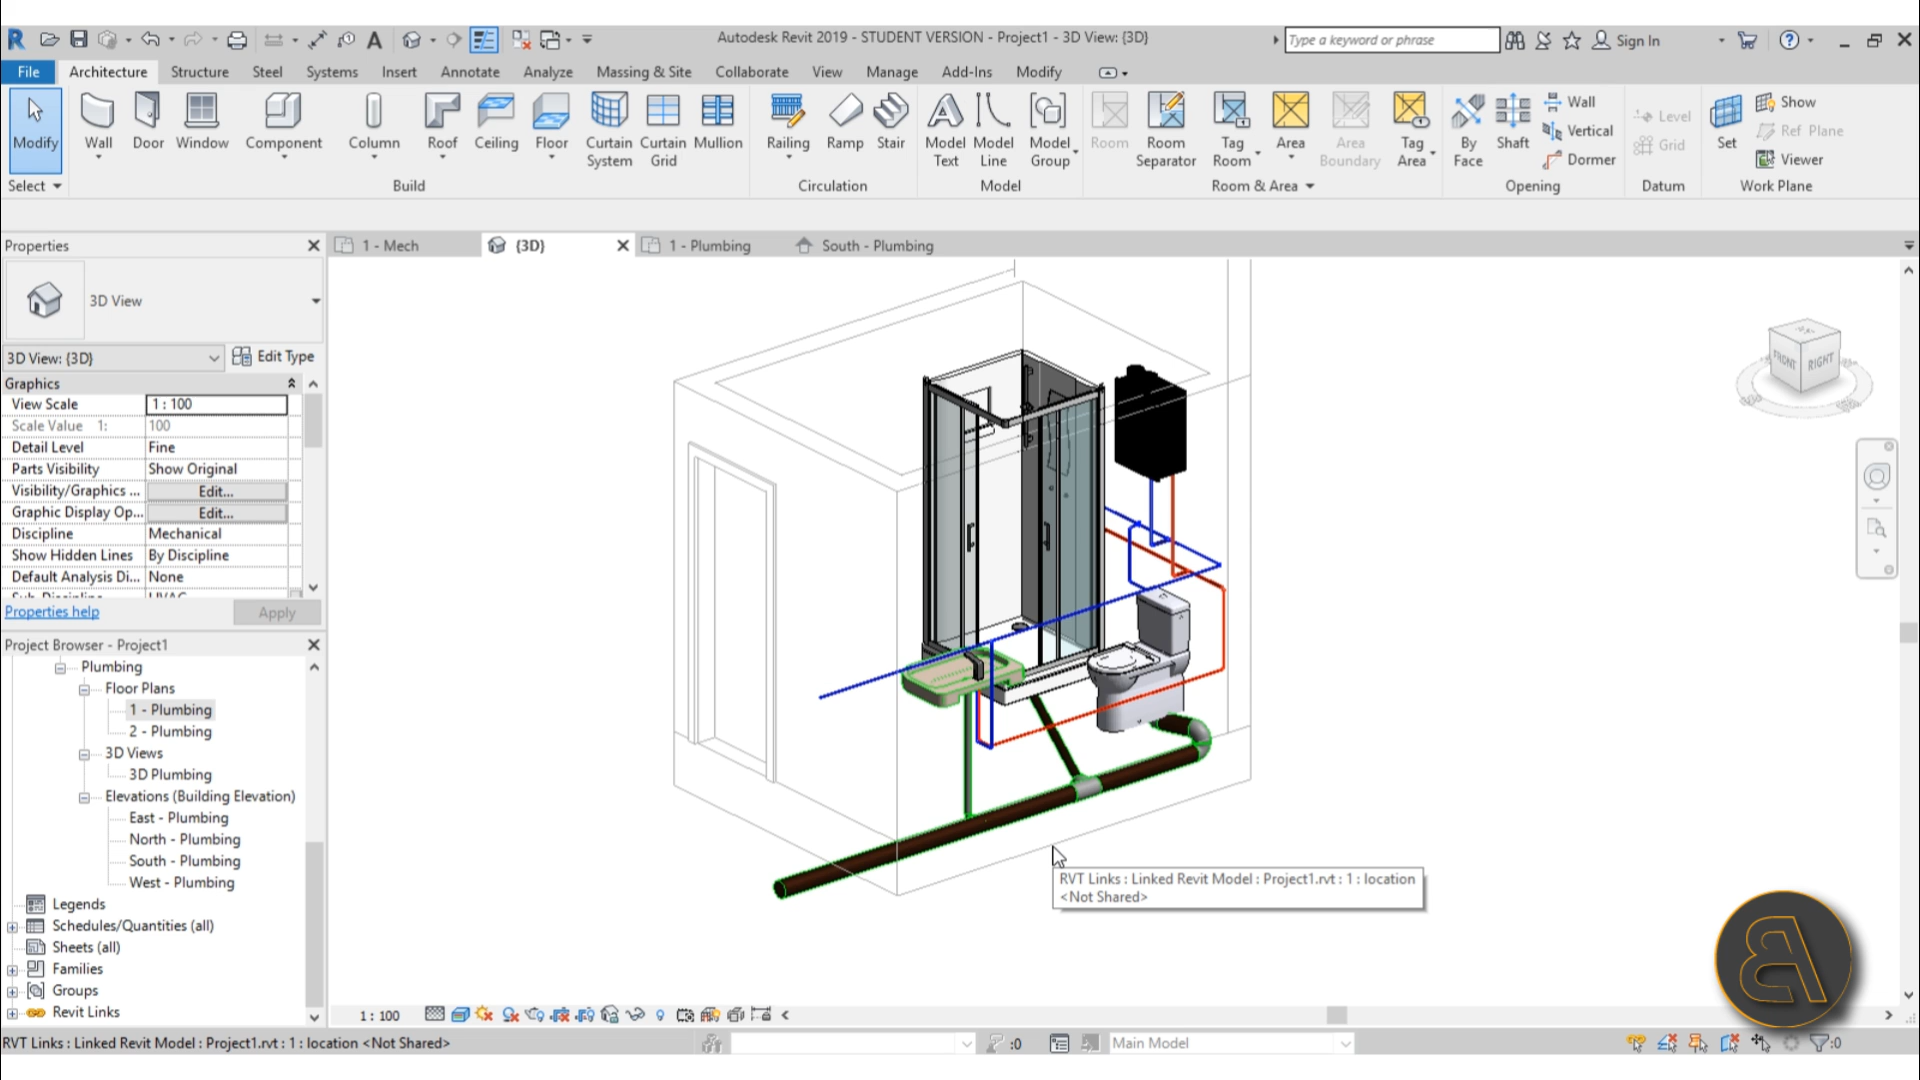 Autodesk Revit 2019 - STUDENT VERSION - Project1 - 3D View: {3D}
Type a keyword or phrase
Sign In
File Architecture Structure Steel Systems Insert Annotate Analyze Massing & Site Collaborate View Manage Add-Ins Modify
Modify
Wall
Door
Window
Component
Column
Roof
Ceiling
Floor
Curtain System
Curtain Grid
Mullion
Railing
Ramp
Stair
Model Text
Model Line
Model Group
Room
Room Separator
Tag Room
Area
Area Boundary
Tag Area
By Face
Shaft
Wall
Vertical
Dormer
Level
Grid
Set
Show
Ref Plane
Viewer
Select
Build
Circulation
Model
Room & Area
Opening
Datum
Work Plane
Properties
1 - Mech
{3D}
1 - Plumbing
South - Plumbing
3D View
3D View: {3D}
Edit Type
Graphics
View Scale 1 : 100
Scale Value 1: 100
Detail Level Fine
Parts Visibility Show Original
Visibility/Graphics ... Edit...
Graphic Display Op... Edit...
Discipline Mechanical
Show Hidden Lines By Discipline
Default Analysis Di... None
Properties help
Apply
FRONT
RIGHT
Project Browser - Project1
Plumbing
Floor Plans
1 - Plumbing
2 - Plumbing
3D Views
3D Plumbing
Elevations (Building Elevation)
East - Plumbing
North - Plumbing
South - Plumbing
West - Plumbing
Legends
Schedules/Quantities (all)
Sheets (all)
Families
Groups
Revit Links
RVT Links : Linked Revit Model : Project1.rvt : 1 : location
<Not Shared>
1 : 100
RVT Links : Linked Revit Model : Project1.rvt : 1 : location <Not Shared>
:0
Main Model
:0